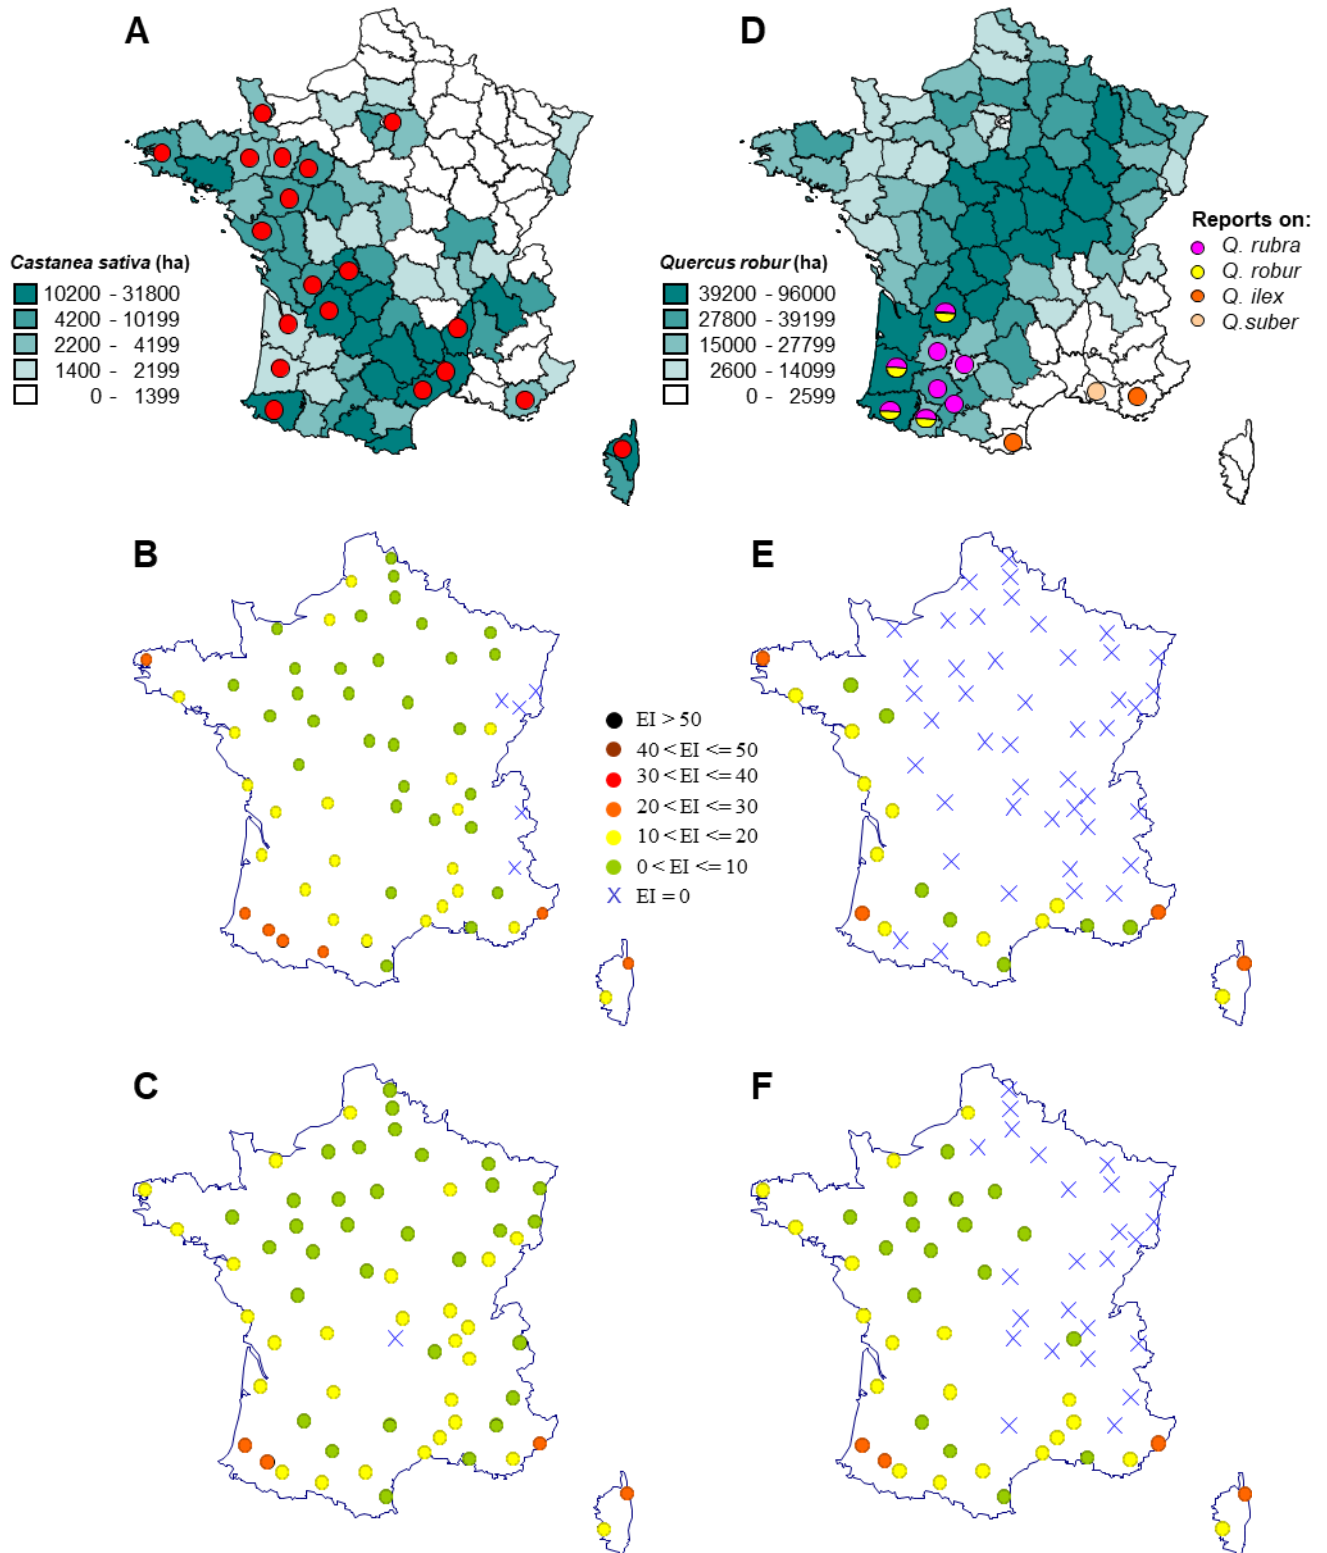 A
Castanea sativa (ha)
10200 - 31800
4200 - 10199
2200 - 4199
1400 - 2199
0 - 1399
D
Quercus robur (ha)
39200 - 96000
27800 - 39199
15000 - 27799
2600 - 14099
0 - 2599
Reports on:
Q. rubra
Q. robur
Q. ilex
Q.suber
B
E
EI > 50
40 < EI <= 50
30 < EI <= 40
20 < EI <= 30
10 < EI <= 20
0 < EI <= 10
X EI = 0
C
F